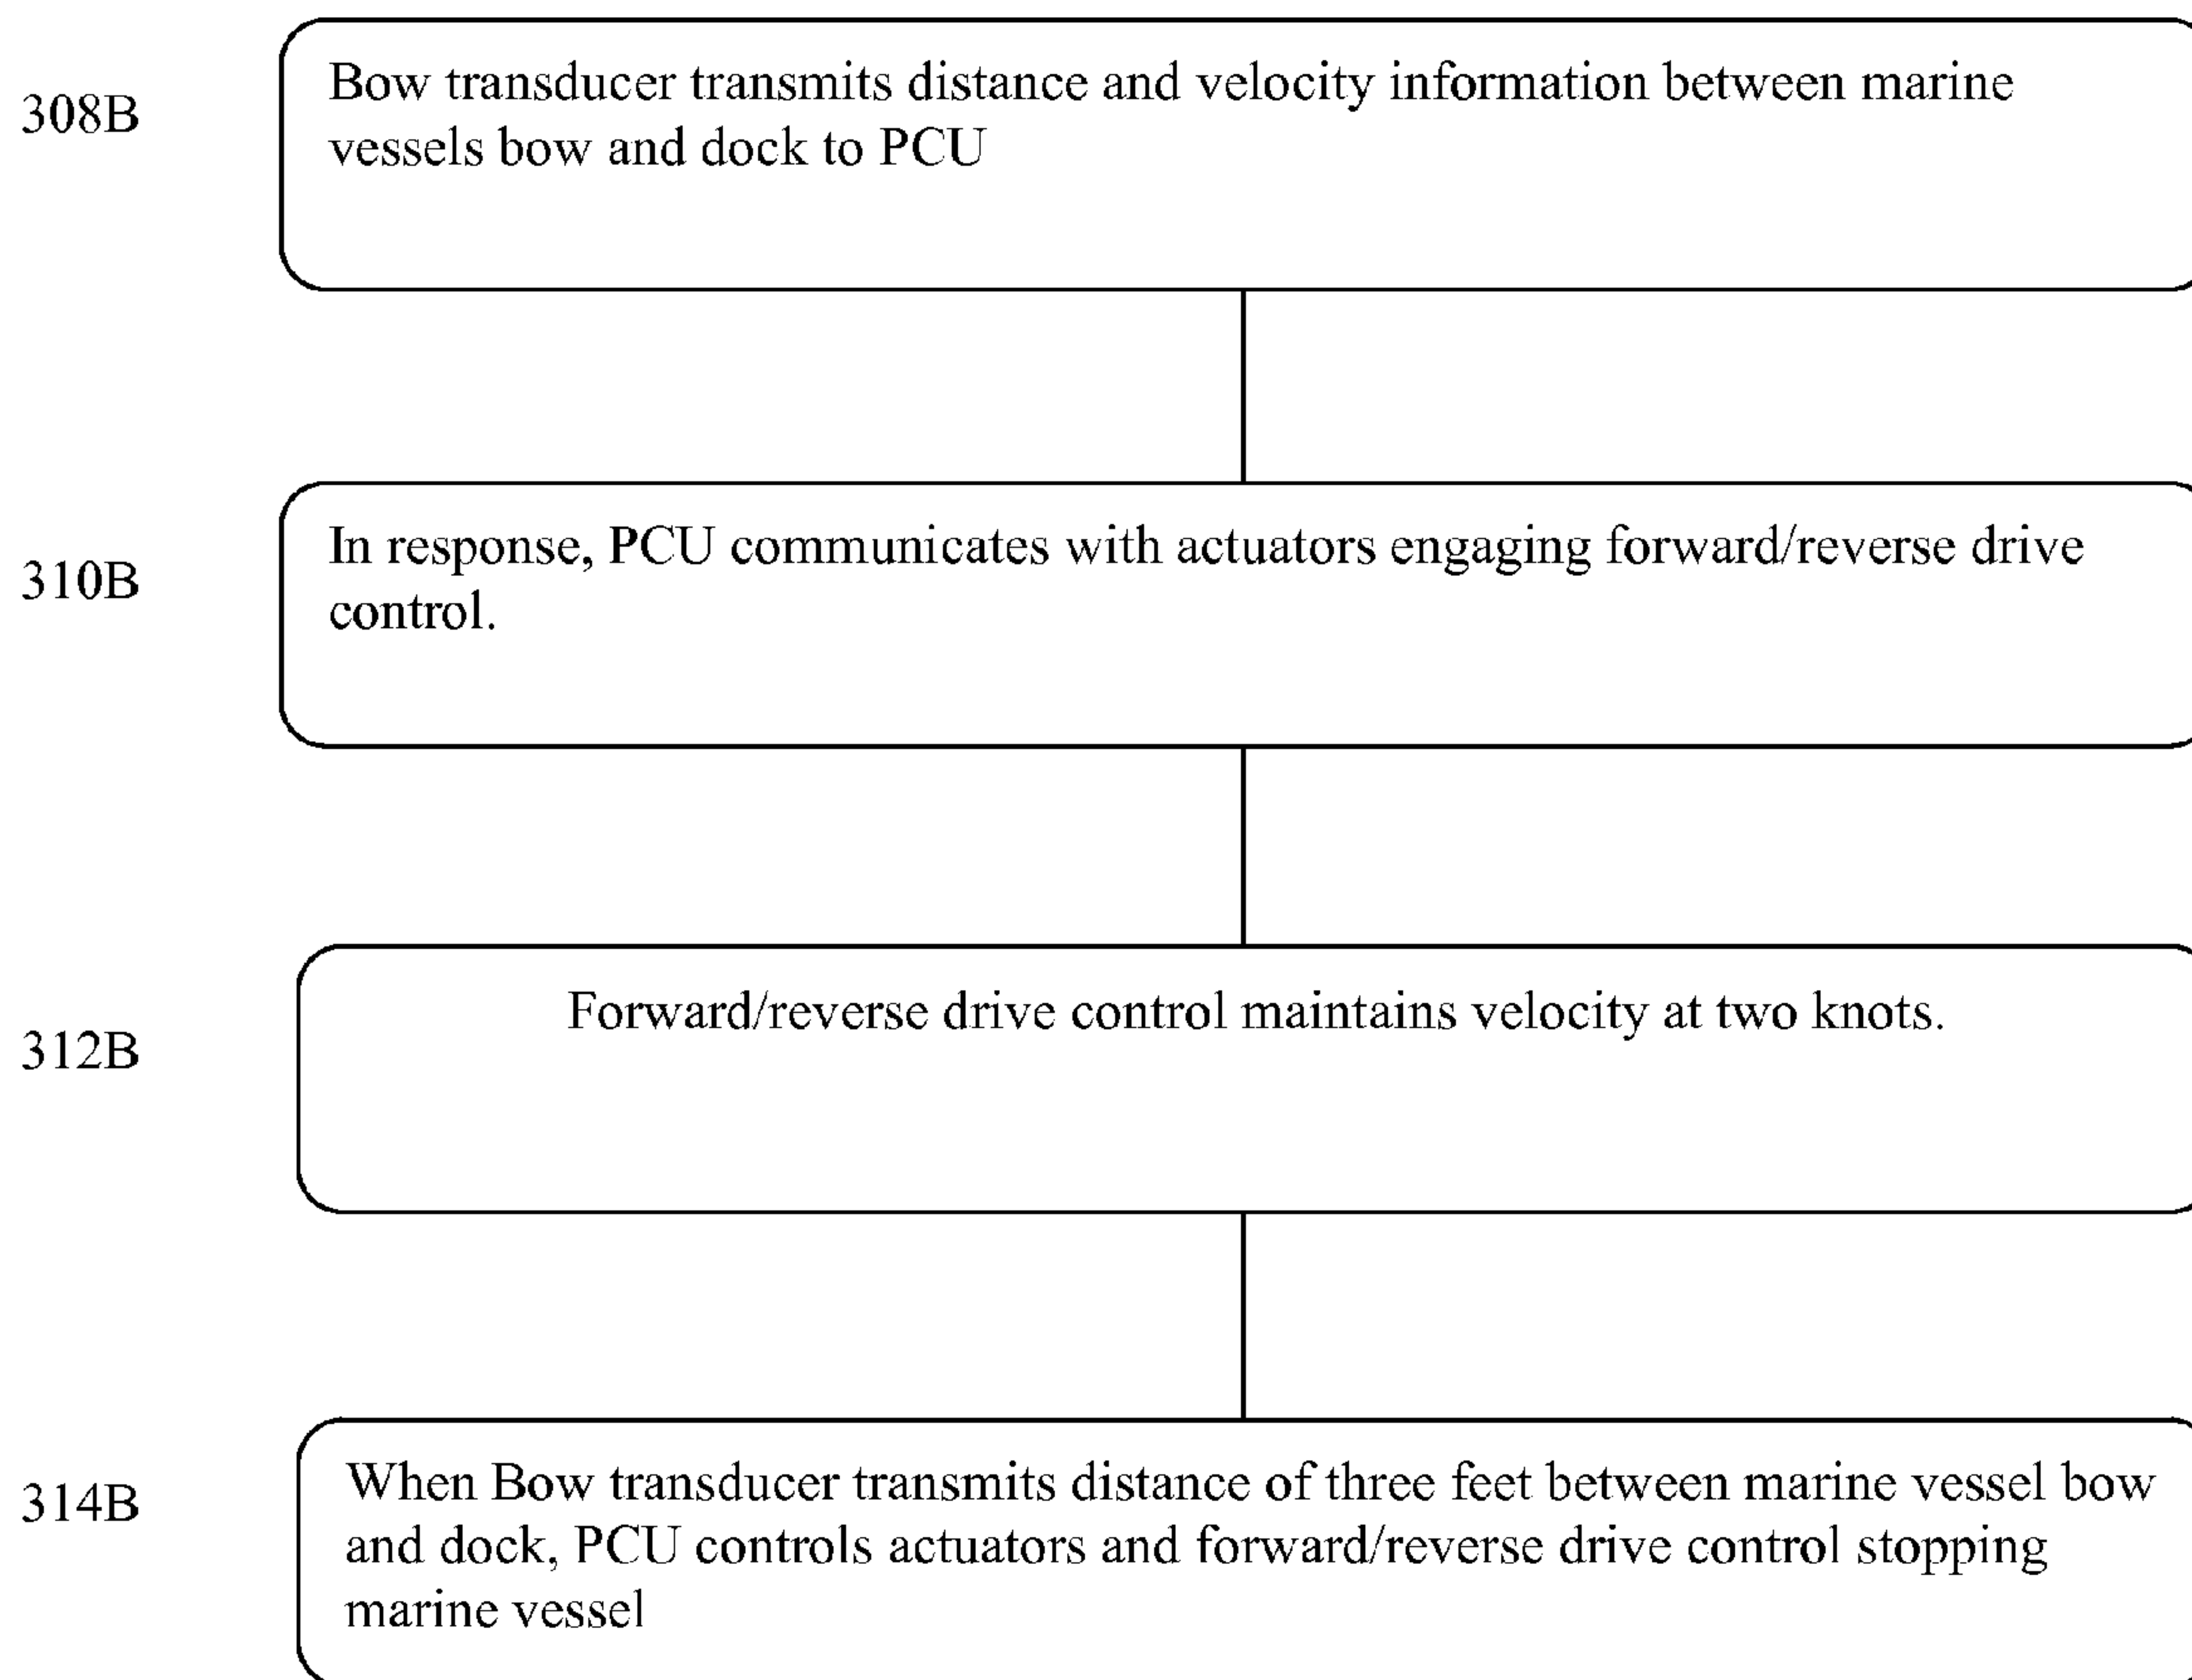 308B
Bow transducer transmits distance and velocity information between marine
vessels bow and dock to PCU
310B
In response, PCU communicates with actuators engaging forward/reverse drive
control.
312B
Forward/reverse drive control maintains velocity at two knots.
314B
When Bow transducer transmits distance of three feet between marine vessel bow
and dock, PCU controls actuators and forward/reverse drive control stopping
marine vessel